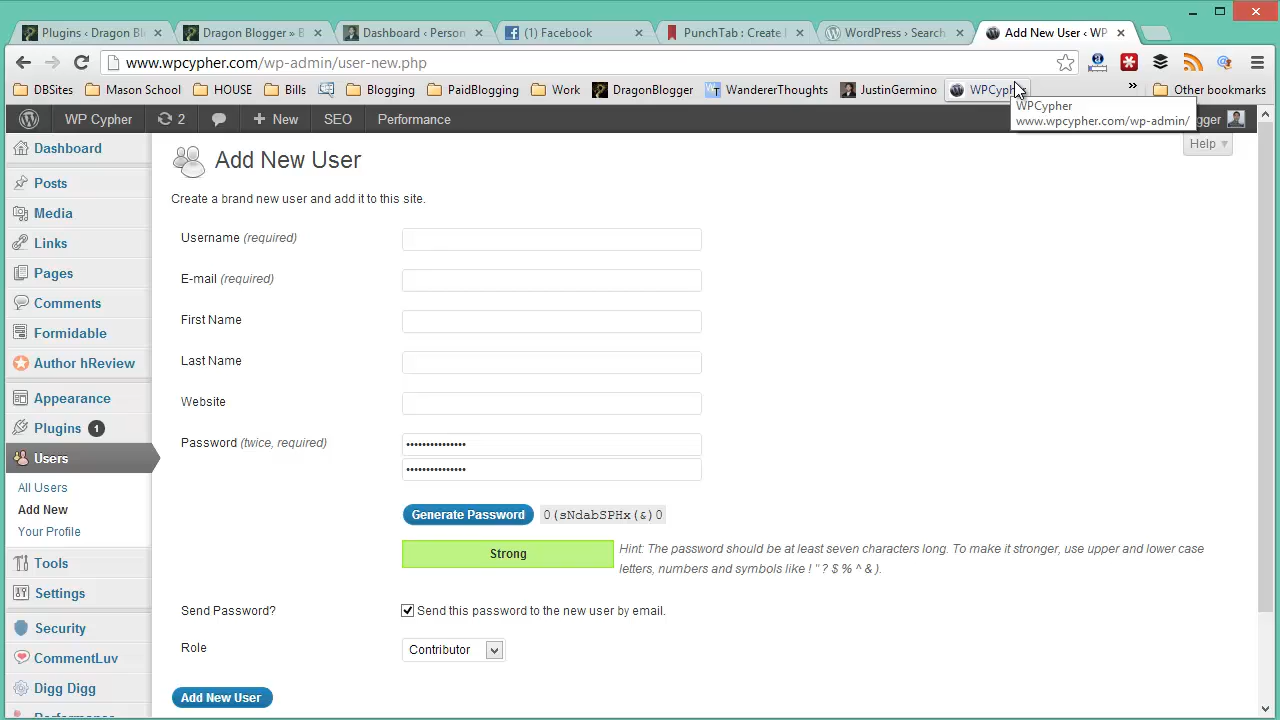 Plugins ‹ Dragon Bl
Dragon Blogger » B
Dashboard ‹ Person
(1) Facebook
PunchTab : Create
WordPress › Search
Add New User ‹ WP
www.wpcypher.com/wp-admin/user-new.php
DBSites
Mason School
HOUSE
Bills
Blogging
PaidBlogging
Work
DragonBlogger
WandererThoughts
JustinGermino
WPCyph
»
Other bookmarks
WPCypher
www.wpcypher.com/wp-admin/
WP Cypher
2
+ New
SEO
Performance
gger
Help
Dashboard
Posts
Media
Links
Pages
Comments
Formidable
Author hReview
Appearance
Plugins 1
Users
All Users
Add New
Your Profile
Tools
Settings
Security
CommentLuv
Digg Digg
Performance
Add New User
Create a brand new user and add it to this site.
Username (required)
E-mail (required)
First Name
Last Name
Website
Password (twice, required)
•••••••••••••••
•••••••••••••••
Generate Password 0(sNdabSPHx(&)0
Strong
Hint: The password should be at least seven characters long. To make it stronger, use upper and lower case
letters, numbers and symbols like ! " ? $ % ^ & ).
Send Password? Send this password to the new user by email.
Role Contributor
Add New User